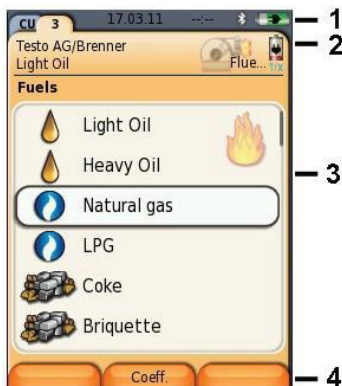 CU 3 17.03.11 --:-- 1
Testo AG/Brenner 2
Light Oil Flue... 1/x
Fuels
Light Oil
Heavy Oil
Natural gas 3
LPG
Coke
Briquette
Coeff. 4